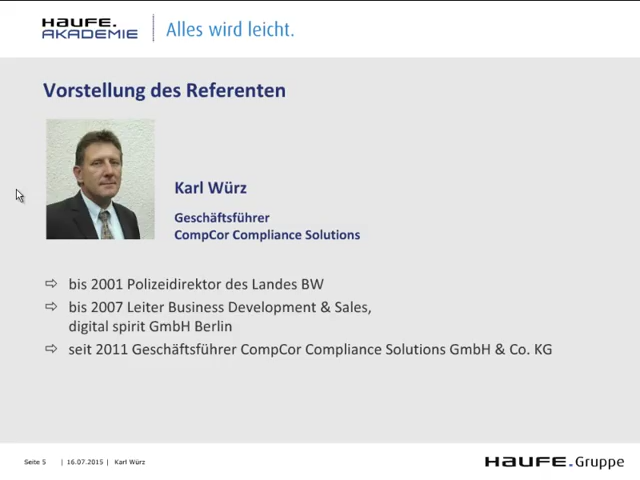 HAUFE.
AKADEMIE
Alles wird leicht.
Vorstellung des Referenten
Karl Würz
Geschäftsführer
CompCor Compliance Solutions
⇨ bis 2001 Polizeidirektor des Landes BW
⇨ bis 2007 Leiter Business Development & Sales,
digital spirit GmbH Berlin
⇨ seit 2011 Geschäftsführer CompCor Compliance Solutions GmbH & Co. KG
Seite 5 | 16.07.2015 | Karl Würz
HAUFE.Gruppe